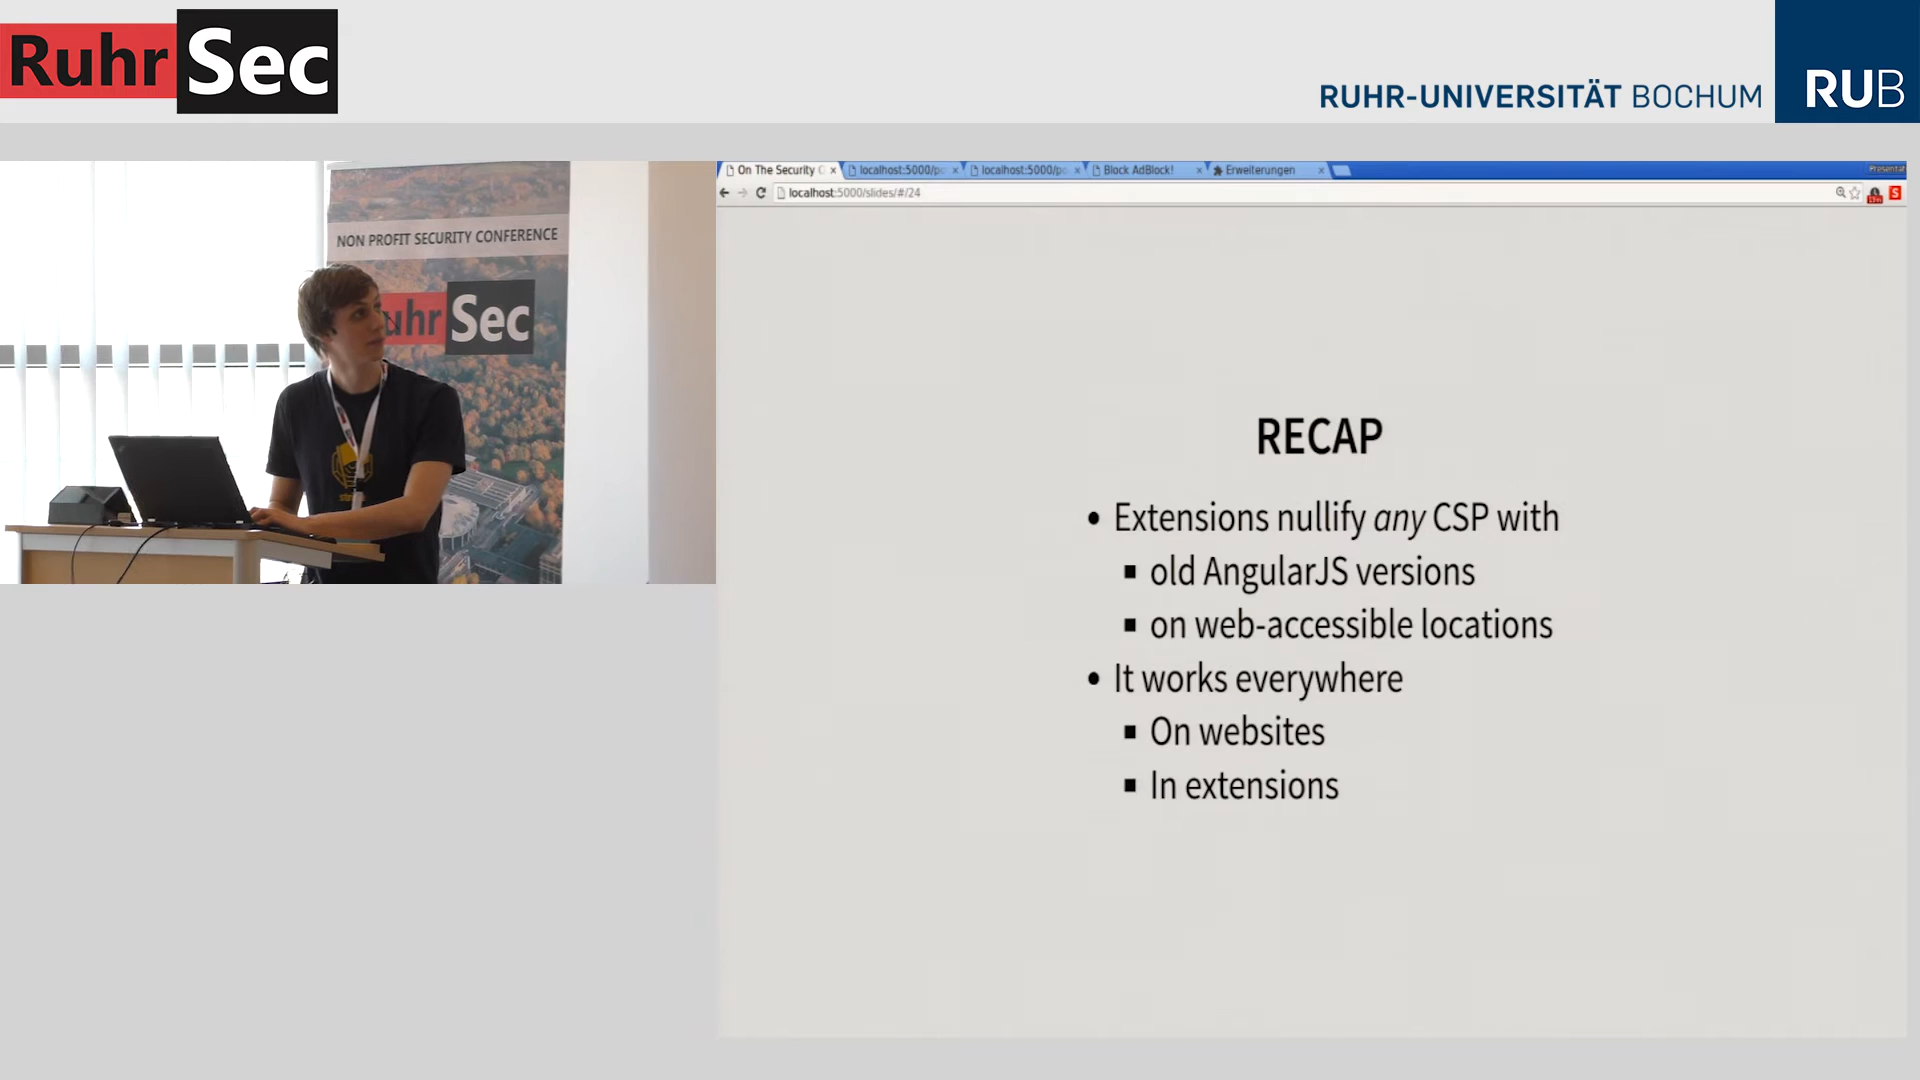 RuhrSec
RUHR-UNIVERSITÄT BOCHUM
RUB
NON PROFIT SECURITY CONFERENCE
uhrSec
On The Security
localhost:5000/p
localhost:5000/p
Block AdBlock!
Erweiterungen
localhost:5000/slides/#/24
S
RECAP
• Extensions nullify any CSP with
▪ old AngularJS versions
▪ on web-accessible locations
• It works everywhere
▪ On websites
▪ In extensions